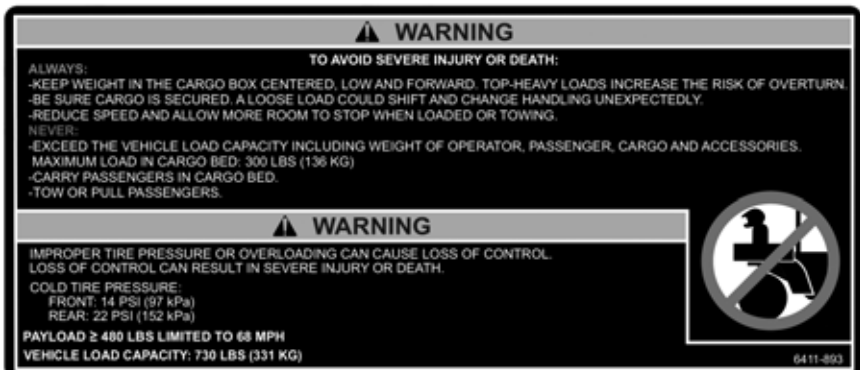 WARNING
TO AVOID SEVERE INJURY OR DEATH:
ALWAYS:
-KEEP WEIGHT IN THE CARGO BOX CENTERED, LOW AND FORWARD. TOP-HEAVY LOADS INCREASE THE RISK OF OVERTURN.
-BE SURE CARGO IS SECURED. A LOOSE LOAD COULD SHIFT AND CHANGE HANDLING UNEXPECTEDLY.
-REDUCE SPEED AND ALLOW MORE ROOM TO STOP WHEN LOADED OR TOWING.
NEVER:
-EXCEED THE VEHICLE LOAD CAPACITY INCLUDING WEIGHT OF OPERATOR, PASSENGER, CARGO AND ACCESSORIES.
MAXIMUM LOAD IN CARGO BED: 300 LBS (136 KG)
-CARRY PASSENGERS IN CARGO BED.
-TOW OR PULL PASSENGERS.
WARNING
IMPROPER TIRE PRESSURE OR OVERLOADING CAN CAUSE LOSS OF CONTROL.
LOSS OF CONTROL CAN RESULT IN SEVERE INJURY OR DEATH.
COLD TIRE PRESSURE:
FRONT: 14 PSI (97 kPa)
REAR: 22 PSI (152 kPa)
PAYLOAD ≥ 480 LBS LIMITED TO 68 MPH
VEHICLE LOAD CAPACITY: 730 LBS (331 KG)
6411-893